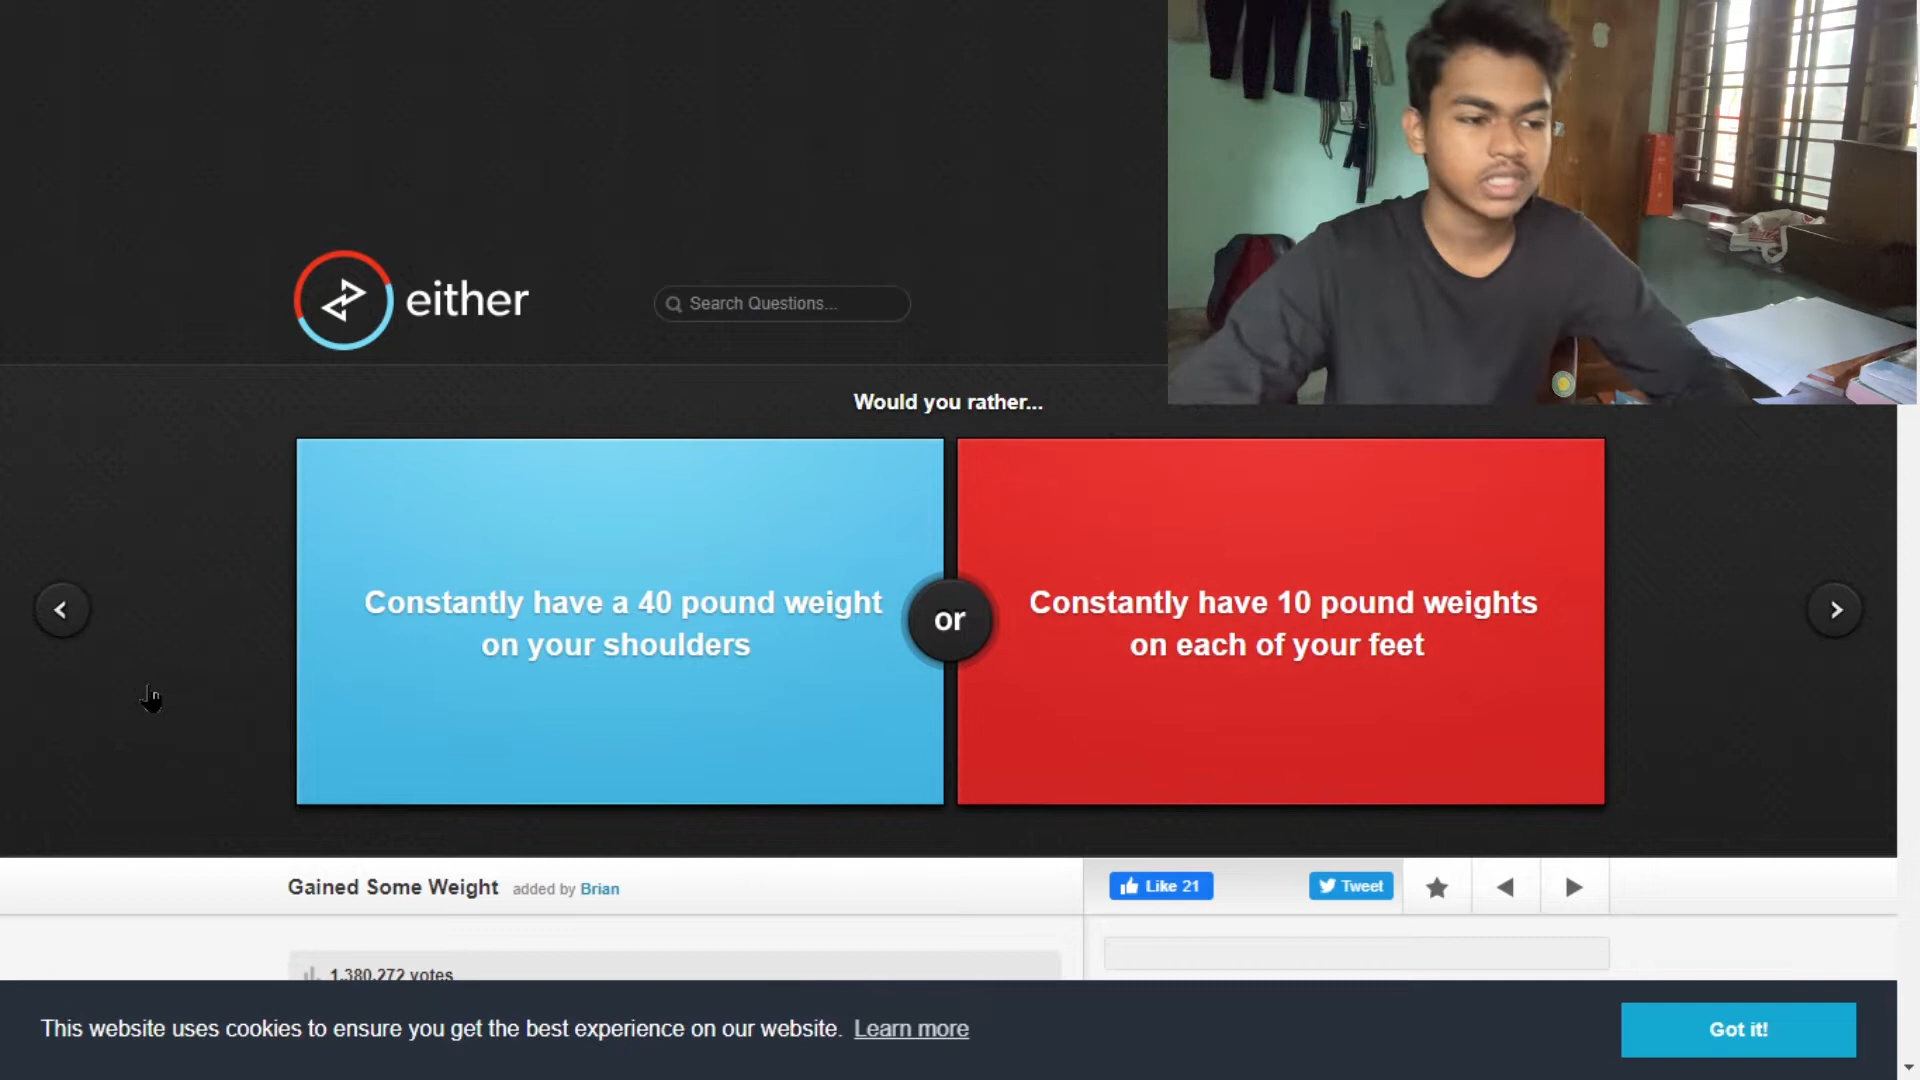 either
Search Questions...
Would you rather...
Constantly have a 40 pound weight
on your shoulders
or
Constantly have 10 pound weights
on each of your feet
Gained Some Weight added by Brian
Like 21
Tweet
1,380,272 votes
This website uses cookies to ensure you get the best experience on our website. Learn more
Got it!